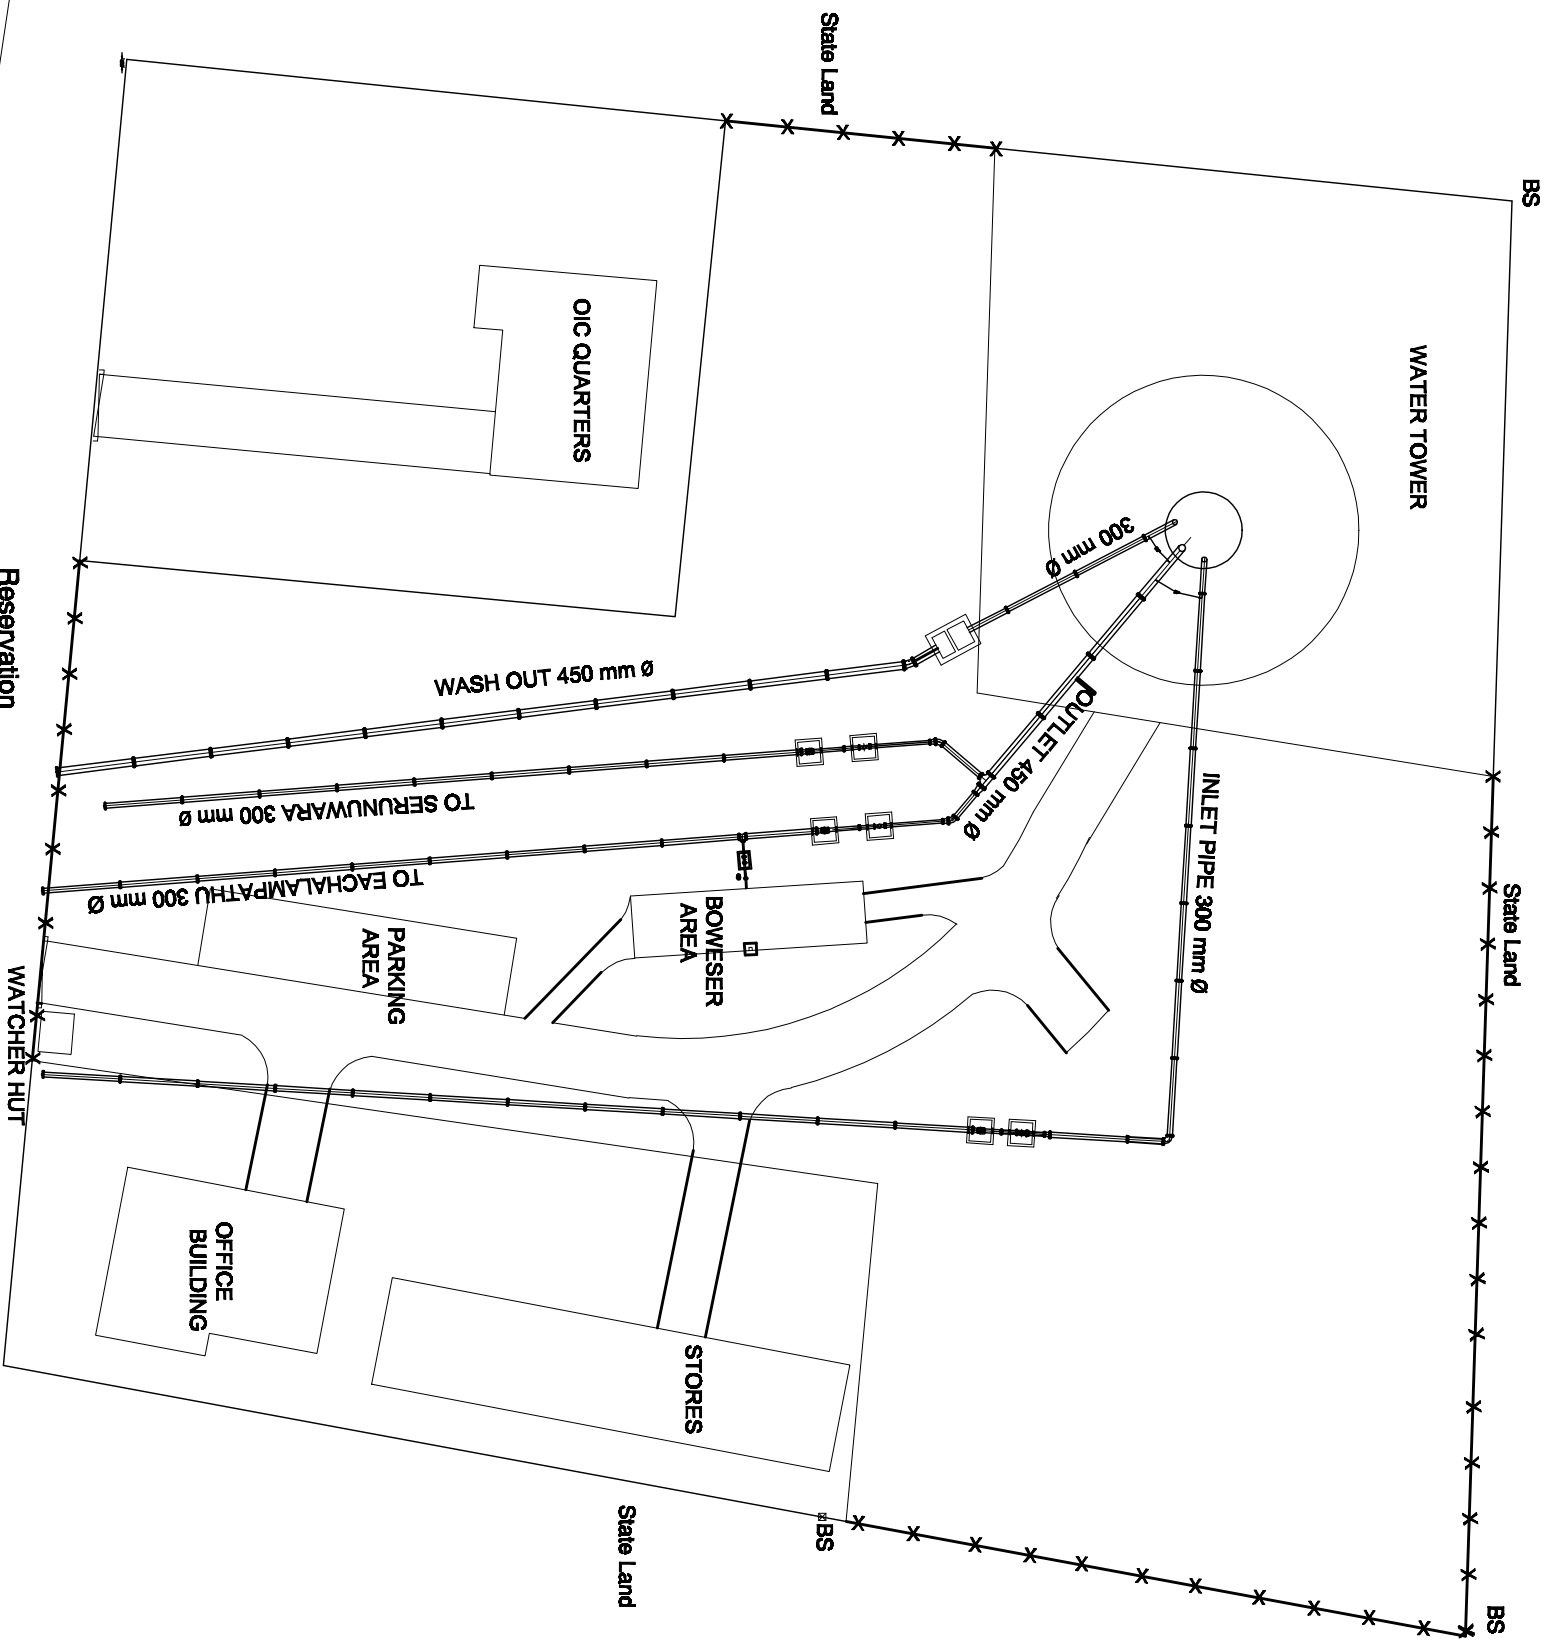 State Land
BS
WATER TOWER
OIC QUARTERS
300 mm Ø
WASH OUT 450 mm Ø
OUTLET 450 mm Ø
INLET PIPE 300 mm Ø
TO SERUNUWARA 300 mm Ø
TO EACHALAMPATHU 300 mm Ø
Reservation
State Land
BOWESER
AREA
PARKING
AREA
WATCHER HUT
OFFICE
BUILDING
STORES
State Land
BS
BS